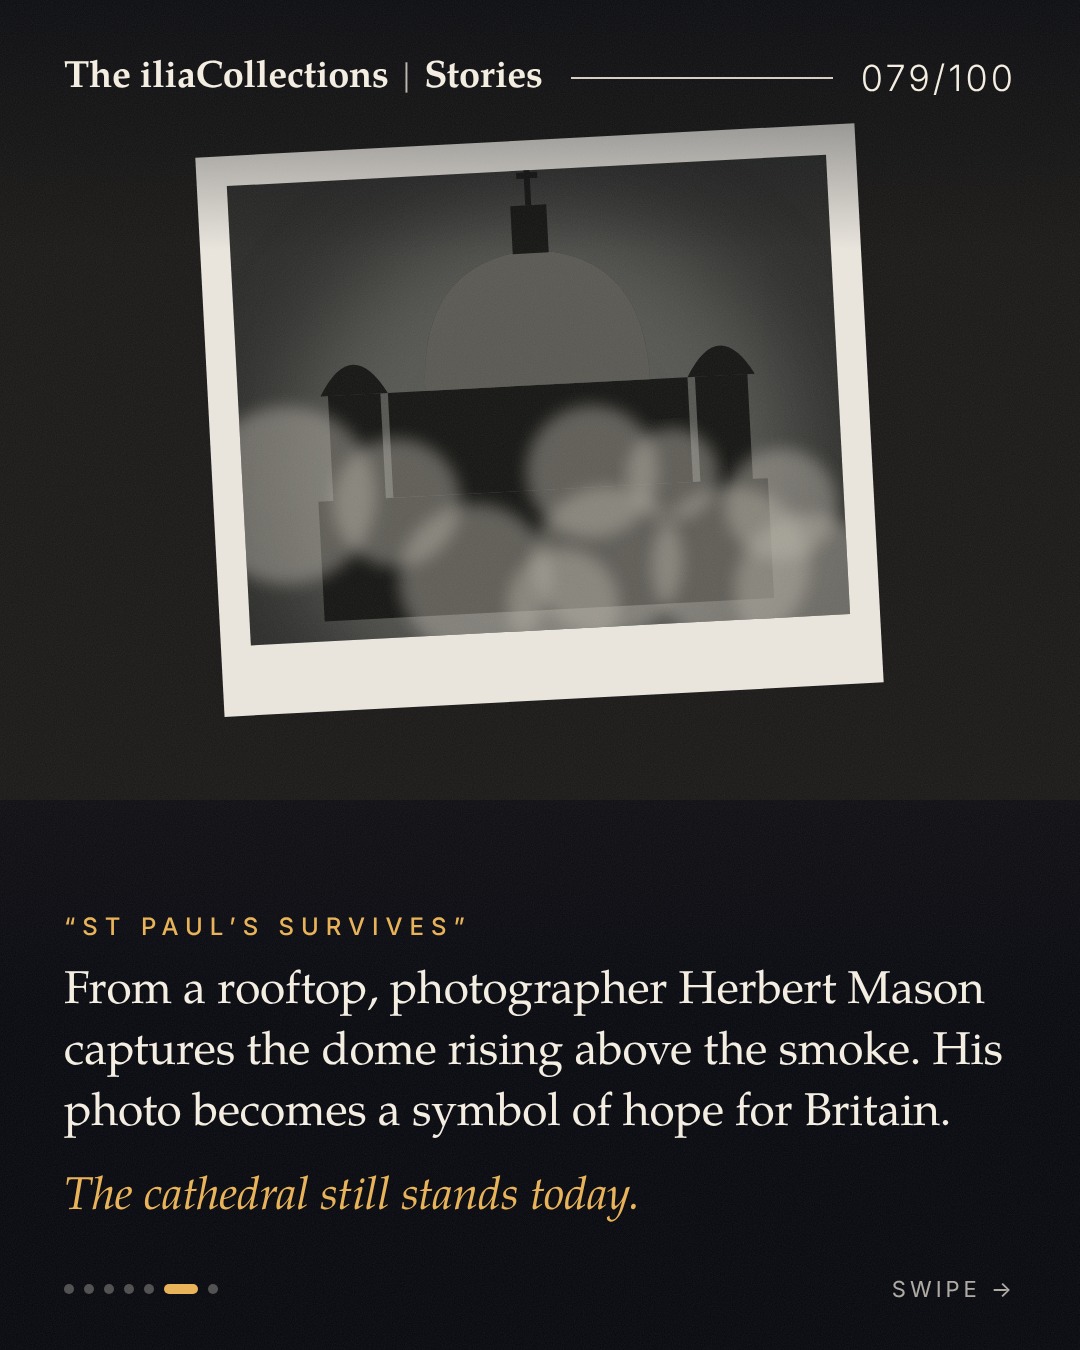 The iliaCollections | Stories 079/100
“ST PAUL’S SURVIVES”
From a rooftop, photographer Herbert Mason
captures the dome rising above the smoke. His
photo becomes a symbol of hope for Britain.
The cathedral still stands today.
SWIPE →